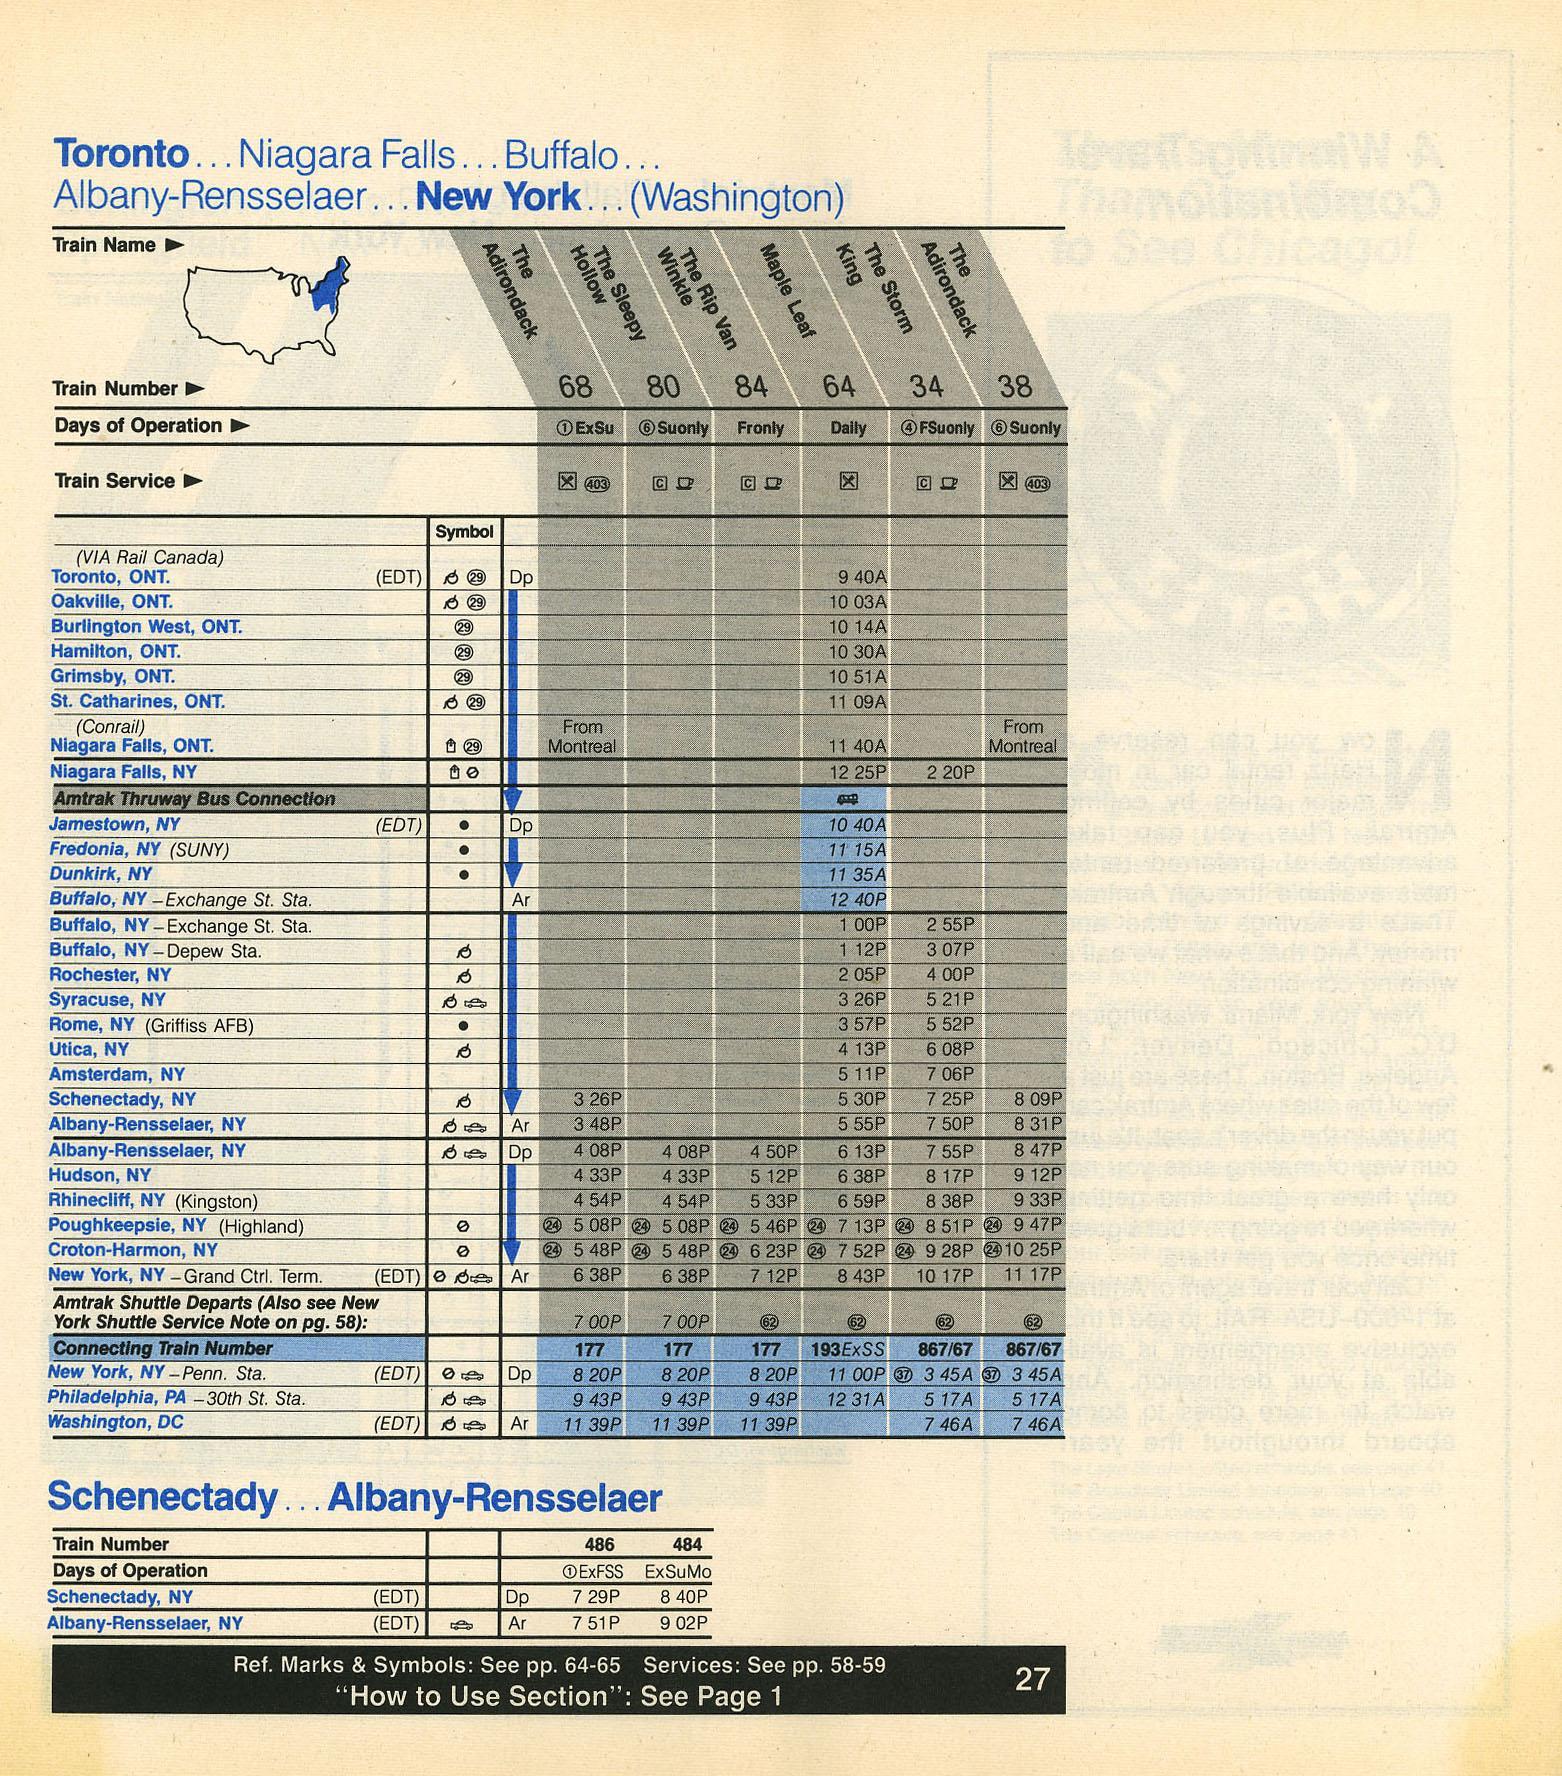 Toronto...Niagara Falls...Buffalo...
Albany-Rensselaer...New York...(Washington)
Train Name ▶ The Adirondack The Sleepy Hollow The Rip Van Winkle Maple Leaf The Storm King The Adirondack
Train Number ▶ 68 80 84 64 34 38
Days of Operation ▶ ①ExSu ⑥Suonly Fronly Daily ④FSuonly ⑥Suonly
Train Service ▶ 403 C C C 403
Symbol
(VIA Rail Canada)
Toronto, ONT. (EDT) 29 Dp 9 40A
Oakville, ONT. 29 10 03A
Burlington West, ONT. 29 10 14A
Hamilton, ONT. 29 10 30A
Grimsby, ONT. 29 10 51A
St. Catharines, ONT. 29 11 09A
(Conrail) From From
Niagara Falls, ONT. 29 Montreal 11 40A Montreal
Niagara Falls, NY 12 25P 2 20P
Amtrak Thruway Bus Connection
Jamestown, NY (EDT) ● Dp 10 40A
Fredonia, NY (SUNY) ● 11 15A
Dunkirk, NY ● 11 35A
Buffalo, NY–Exchange St. Sta. Ar 12 40P
Buffalo, NY–Exchange St. Sta. 1 00P 2 55P
Buffalo, NY–Depew Sta. 1 12P 3 07P
Rochester, NY 2 05P 4 00P
Syracuse, NY 3 26P 5 21P
Rome, NY (Griffiss AFB) ● 3 57P 5 52P
Utica, NY 4 13P 6 08P
Amsterdam, NY 5 11P 7 06P
Schenectady, NY 3 26P 5 30P 7 25P 8 09P
Albany-Rensselaer, NY Ar 3 48P 5 55P 7 50P 8 31P
Albany-Rensselaer, NY Dp 4 08P 4 08P 4 50P 6 13P 7 55P 8 47P
Hudson, NY 4 33P 4 33P 5 12P 6 38P 8 17P 9 12P
Rhinecliff, NY (Kingston) 4 54P 4 54P 5 33P 6 59P 8 38P 9 33P
Poughkeepsie, NY (Highland) 24 5 08P 24 5 08P 24 5 46P 24 7 13P 24 8 51P 24 9 47P
Croton-Harmon, NY 24 5 48P 24 5 48P 24 6 23P 24 7 52P 24 9 28P 24 10 25P
New York, NY –Grand Ctrl. Term. (EDT) Ar 6 38P 6 38P 7 12P 8 43P 10 17P 11 17P
Amtrak Shuttle Departs (Also see New
York Shuttle Service Note on pg. 58): 7 00P 7 00P 62 62 62 62
Connecting Train Number 177 177 177 193ExSS 867/67 867/67
New York, NY –Penn. Sta. (EDT) Dp 8 20P 8 20P 8 20P 11 00P 37 3 45A 37 3 45A
Philadelphia, PA –30th St. Sta. 9 43P 9 43P 9 43P 12 31A 5 17A 5 17A
Washington, DC (EDT) Ar 11 39P 11 39P 11 39P 7 46A 7 46A
Schenectady...Albany-Rensselaer
Train Number 486 484
Days of Operation ①ExFSS ExSuMo
Schenectady, NY (EDT) Dp 7 29P 8 40P
Albany-Rensselaer, NY (EDT) Ar 7 51P 9 02P
Ref. Marks & Symbols: See pp. 64-65 Services: See pp. 58-59
"How to Use Section": See Page 1
27